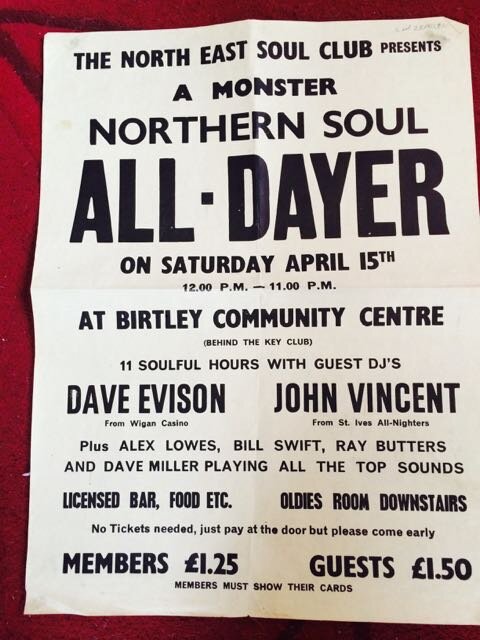 THE NORTH EAST SOUL CLUB PRESENTS
A MONSTER
NORTHERN SOUL
ALL-DAYER
ON SATURDAY APRIL 15TH
12.00 P.M. — 11.00 P.M.
AT BIRTLEY COMMUNITY CENTRE
(BEHIND THE KEY CLUB)
11 SOULFUL HOURS WITH GUEST DJ'S
DAVE EVISON JOHN VINCENT
From Wigan Casino From St. Ives All-Nighters
Plus ALEX LOWES, BILL SWIFT, RAY BUTTERS
AND DAVE MILLER PLAYING ALL THE TOP SOUNDS
LICENSED BAR, FOOD ETC. OLDIES ROOM DOWNSTAIRS
No Tickets needed, just pay at the door but please come early
MEMBERS £1.25 GUESTS £1.50
MEMBERS MUST SHOW THEIR CARDS